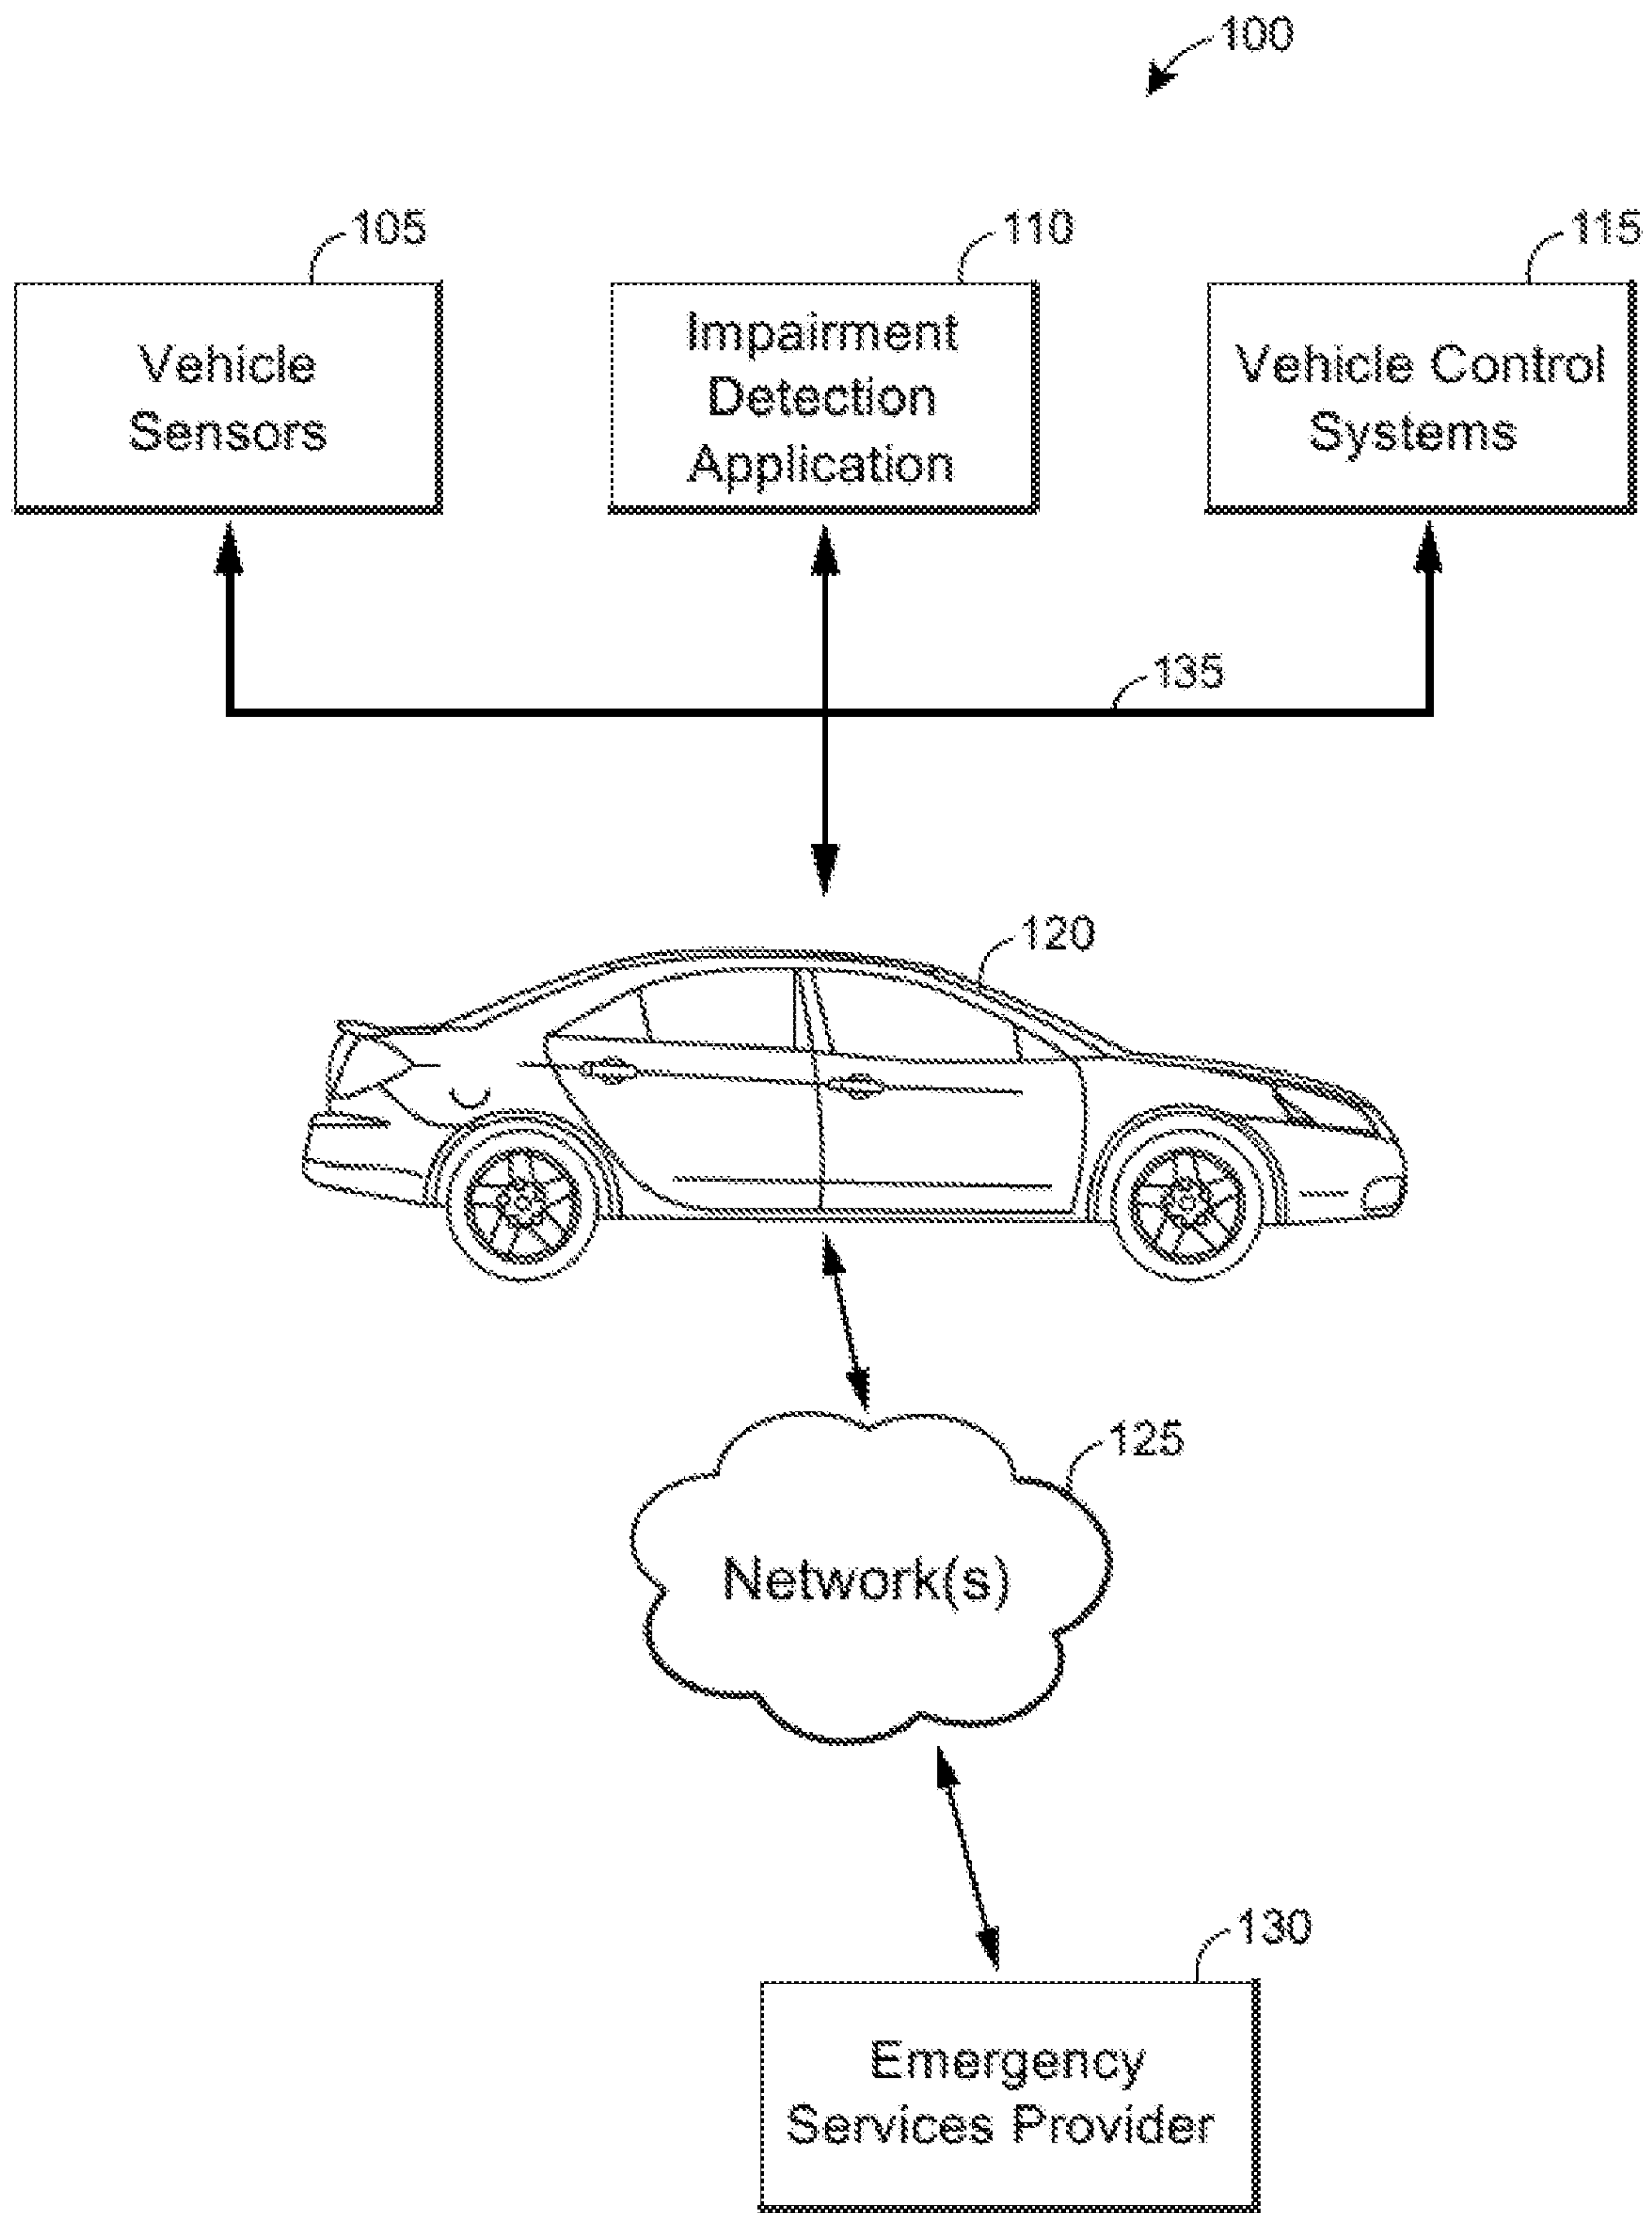 100
105
110
115
Vehicle
Sensors
Impairment
Detection
Application
Vehicle Control
Systems
135
120
125
Network(s)
130
Emergency
Services Provider